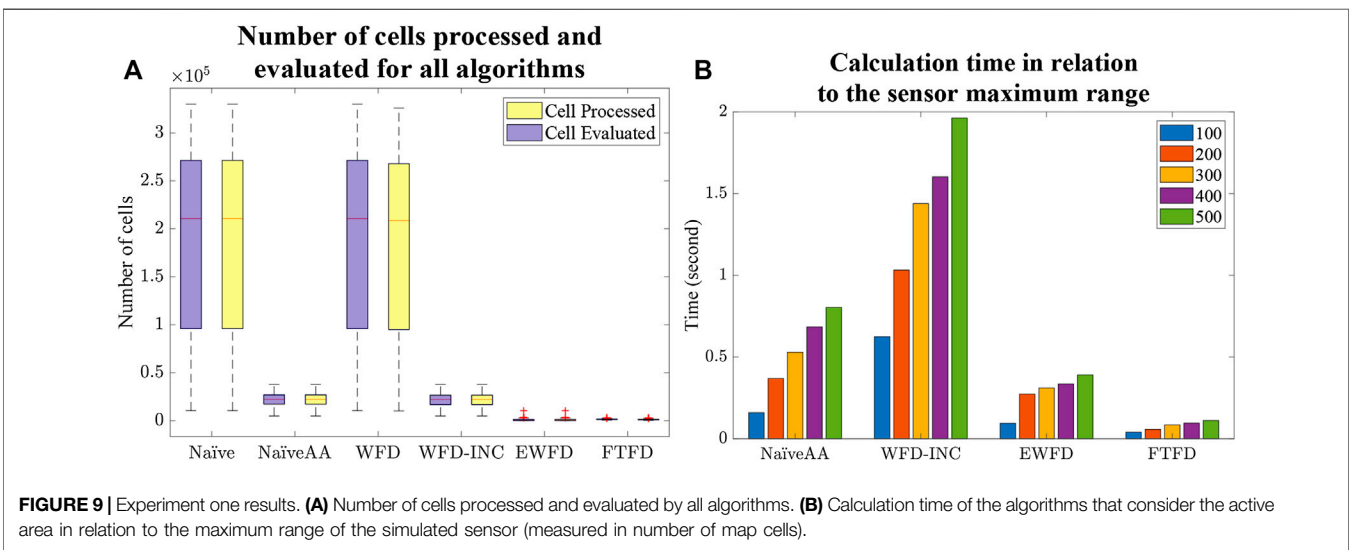 Number of cells processed and
evaluated for all algorithms
A
×10⁵
Cell Processed
Cell Evaluated
Number of cells
3
2.5
2
1.5
1
0.5
0
Naïve NaïveAA WFD WFD-INC EWFD FTFD
B
Calculation time in relation
to the sensor maximum range
100
200
300
400
500
Time (second)
2
1.5
1
0.5
0
NaïveAA WFD-INC EWFD FTFD
FIGURE 9 | Experiment one results. (A) Number of cells processed and evaluated by all algorithms. (B) Calculation time of the algorithms that consider the active
area in relation to the maximum range of the simulated sensor (measured in number of map cells).